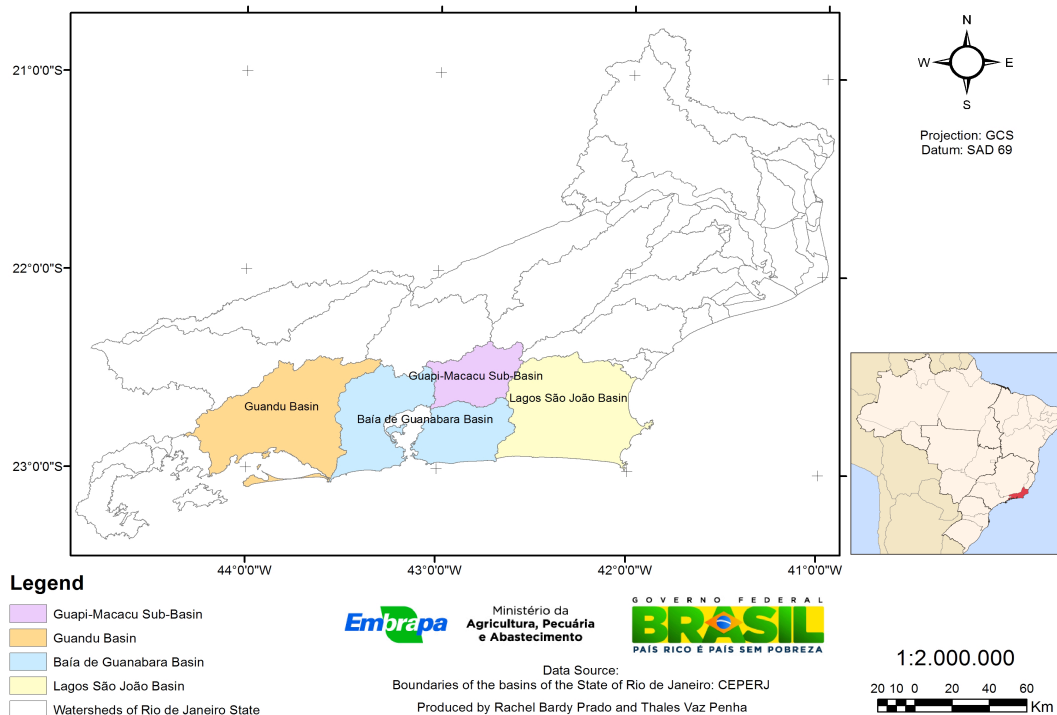 N
W E
S
Projection: GCS
Datum: SAD 69
21°0'0"S
22°0'0"S
23°0'0"S
Guapi-Macacu Sub-Basin
Lagos São João Basin
Guandu Basin
Baía de Guanabara Basin
44°0'0"W
43°0'0"W
42°0'0"W
41°0'0"W
Legend
Guapi-Macacu Sub-Basin
Guandu Basin
Baía de Guanabara Basin
Lagos São João Basin
Watersheds of Rio de Janeiro State
Embrapa
Ministério da
Agricultura, Pecuária
e Abastecimento
GOVERNO FEDERAL
BRASIL
PAÍS RICO É PAÍS SEM POBREZA
Data Source:
Boundaries of the basins of the State of Rio de Janeiro: CEPERJ
Produced by Rachel Bardy Prado and Thales Vaz Penha
1:2.000.000
20 10 0 20 40 60
Km